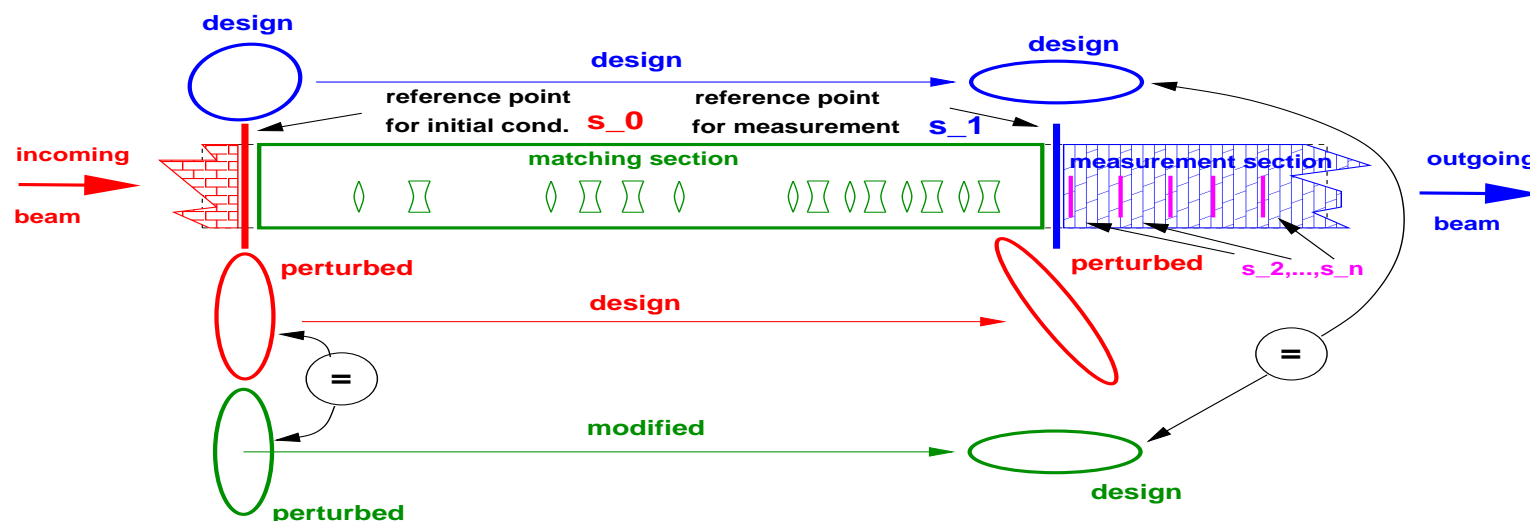 design
design
design
reference point
for initial cond. s_0
reference point
for measurement s_1
incoming
beam
matching section
measurement section
outgoing
beam
perturbed
perturbed
s_2,...,s_n
design
=
=
modified
perturbed
design